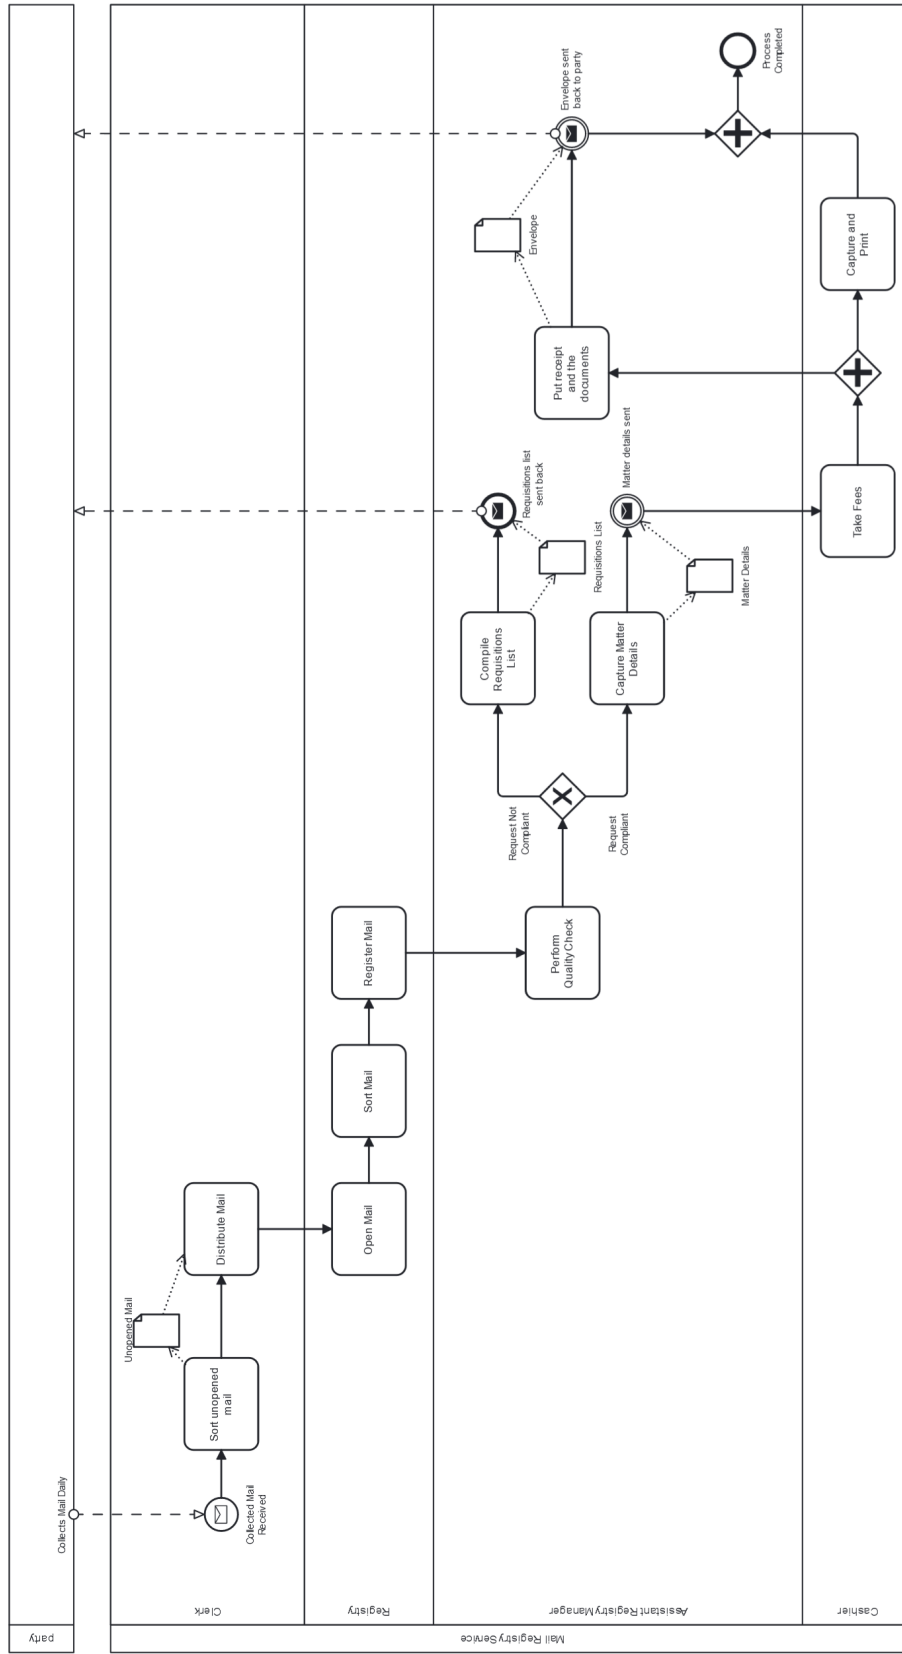 party
Mail Registry Service
Clerk
Registry
Assistant Registry Manager
Cashier
Collects Mail Daily
Collected Mail
Received
Sort unopened
mail
Unopened Mail
Distribute Mail
Open Mail
Sort Mail
Register Mail
Perform
Quality Check
Request Not
Compliant
Request
Compliant
Compile
Requisitions
List
Requisitions List
Requisitions list
sent back
Capture Matter
Details
Matter Details
Matter details sent
Take Fees
Put receipt
and the
documents
Envelope
Envelope sent
back to party
Capture and
Print
Process
Completed